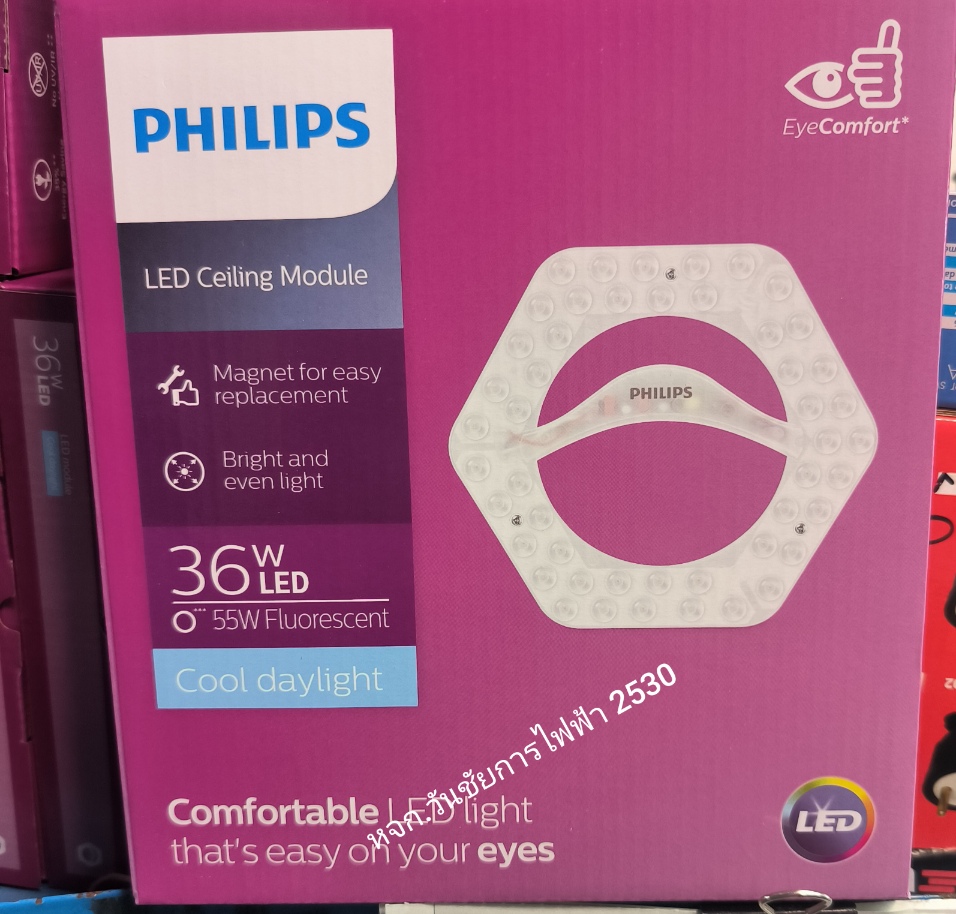 PHILIPS
EyeComfort*
LED Ceiling Module
Magnet for easy
replacement
Bright and
even light
PHILIPS
36W
LED
55W Fluorescent
Cool daylight
หจก.วันชัยการไฟฟ้า 2530
Comfortable LED light
that's easy on your eyes
LED
36W
LED
LED module